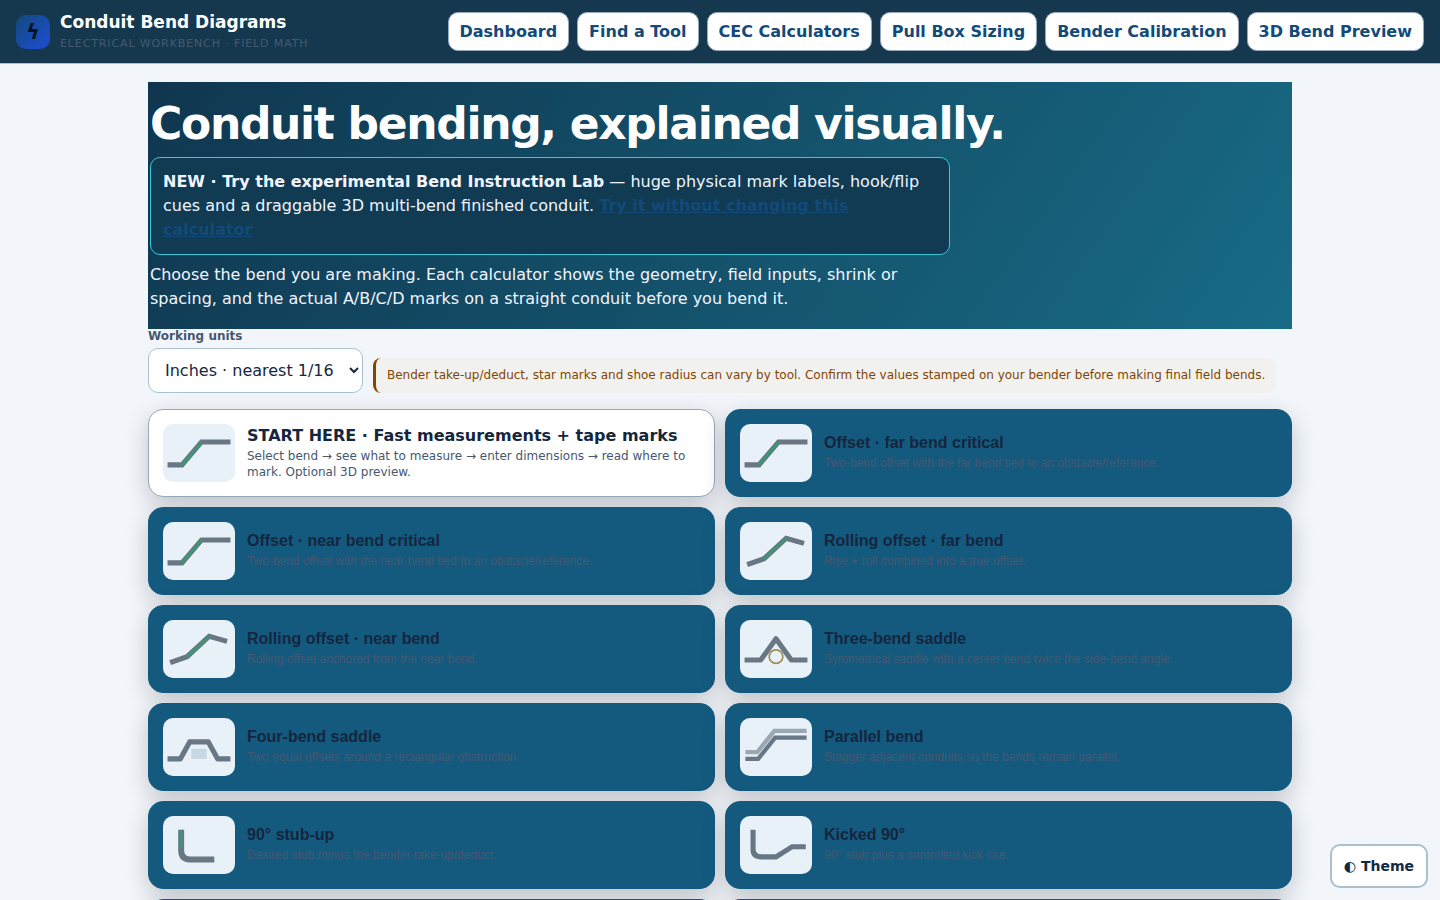 Conduit Bend Diagrams
ELECTRICAL WORKBENCH · FIELD MATH
Dashboard
Find a Tool
CEC Calculators
Pull Box Sizing
Bender Calibration
3D Bend Preview
Conduit bending, explained visually.
NEW · Try the experimental Bend Instruction Lab — huge physical mark labels, hook/flip
cues and a draggable 3D multi-bend finished conduit. Try it without changing this
calculator
Choose the bend you are making. Each calculator shows the geometry, field inputs, shrink or
spacing, and the actual A/B/C/D marks on a straight conduit before you bend it.
Working units
Inches · nearest 1/16
Bender take-up/deduct, star marks and shoe radius can vary by tool. Confirm the values stamped on your bender before making final field bends.
START HERE · Fast measurements + tape marks
Select bend → see what to measure → enter dimensions → read where to
mark. Optional 3D preview.
Offset · far bend critical
Two-bend offset with the far bend tied to an obstacle/reference.
Offset · near bend critical
Two-bend offset with the near bend tied to an obstacle/reference.
Rolling offset · far bend
Rise + roll combined into a true offset.
Rolling offset · near bend
Rolling offset anchored from the near bend.
Three-bend saddle
Symmetrical saddle with a center bend twice the side-bend angle.
Four-bend saddle
Two equal offsets around a rectangular obstruction.
Parallel bend
Stagger adjacent conduits so the bends remain parallel.
90° stub-up
Desired stub minus the bender take-up/deduct.
Kicked 90°
90° stub plus a controlled kick rise.
◐ Theme